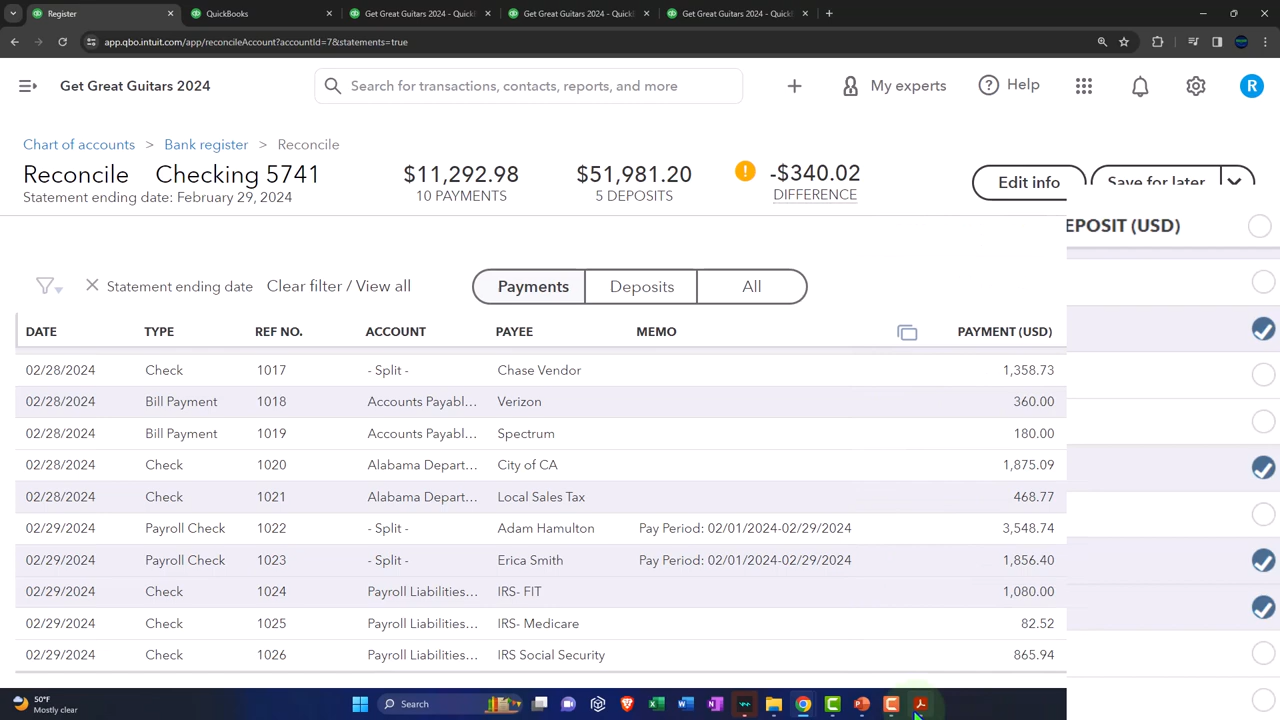 Register
QuickBooks
Get Great Guitars 2024 - QuickB
Get Great Guitars 2024 - QuickB
Get Great Guitars 2024 - QuickB
app.qbo.intuit.com/app/reconcileAccount?accountId=7&statements=true
Get Great Guitars 2024
Search for transactions, contacts, reports, and more
My experts
Help
R
Chart of accounts > Bank register > Reconcile
Reconcile Checking 5741
Statement ending date: February 29, 2024
$11,292.98
10 PAYMENTS
$51,981.20
5 DEPOSITS
-$340.02
DIFFERENCE
Edit info
Save for later
EPOSIT (USD)
Statement ending date
Clear filter / View all
Payments
Deposits
All
DATE TYPE REF NO. ACCOUNT PAYEE MEMO PAYMENT (USD)
02/28/2024 Check 1017 - Split - Chase Vendor 1,358.73
02/28/2024 Bill Payment 1018 Accounts Payabl... Verizon 360.00
02/28/2024 Bill Payment 1019 Accounts Payabl... Spectrum 180.00
02/28/2024 Check 1020 Alabama Depart... City of CA 1,875.09
02/28/2024 Check 1021 Alabama Depart... Local Sales Tax 468.77
02/29/2024 Payroll Check 1022 - Split - Adam Hamulton Pay Period: 02/01/2024-02/29/2024 3,548.74
02/29/2024 Payroll Check 1023 - Split - Erica Smith Pay Period: 02/01/2024-02/29/2024 1,856.40
02/29/2024 Check 1024 Payroll Liabilities... IRS- FIT 1,080.00
02/29/2024 Check 1025 Payroll Liabilities... IRS- Medicare 82.52
02/29/2024 Check 1026 Payroll Liabilities... IRS Social Security 865.94
50°F
Mostly clear
Search